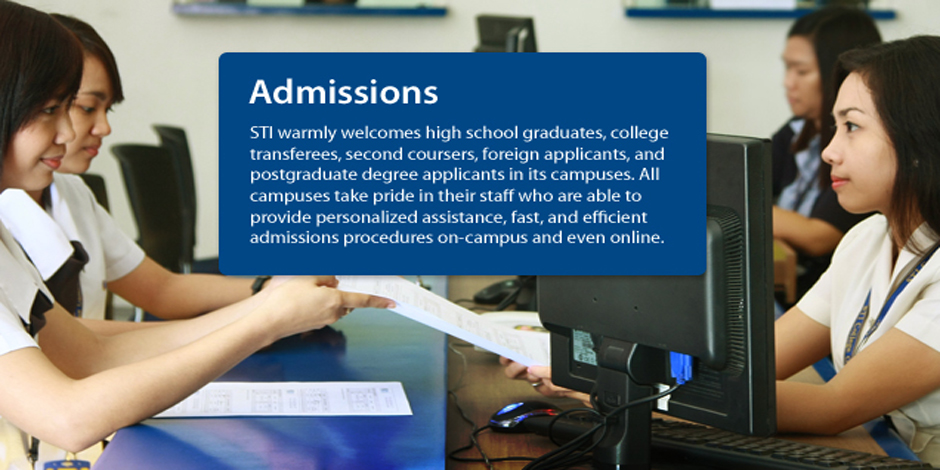 Admissions
STI warmly welcomes high school graduates, college
transferees, second coursers, foreign applicants, and
postgraduate degree applicants in its campuses. All
campuses take pride in their staff who are able to
provide personalized assistance, fast, and efficient
admissions procedures on-campus and even online.